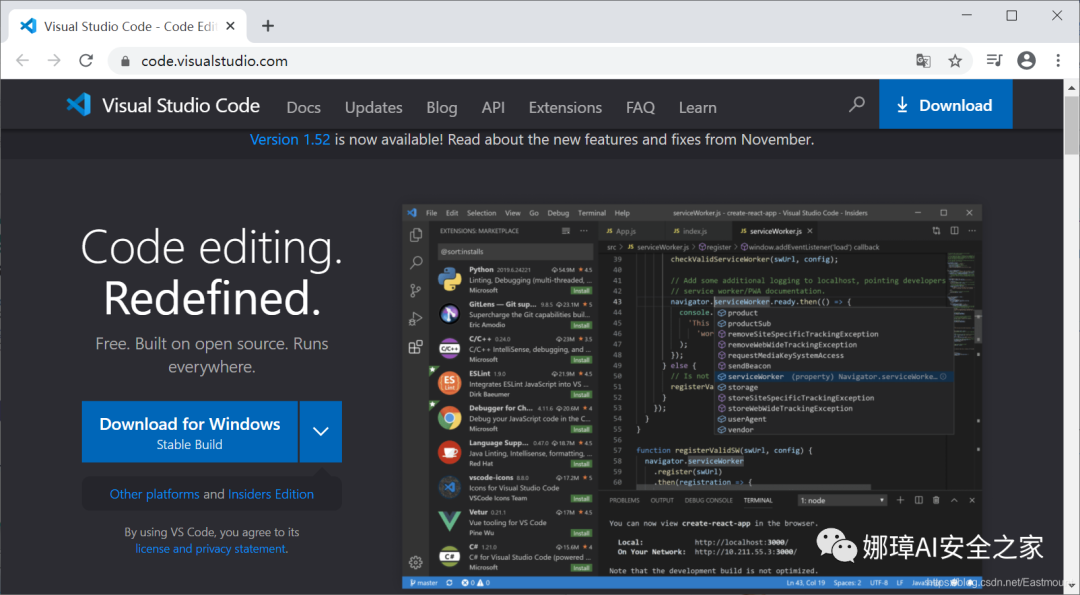 Visual Studio Code - Code Edit
code.visualstudio.com
Visual Studio Code Docs Updates Blog API Extensions FAQ Learn Download
Version 1.52 is now available! Read about the new features and fixes from November.
Code editing.
Redefined.
Free. Built on open source. Runs
everywhere.
Download for Windows
Stable Build
Other platforms and Insiders Edition
By using VS Code, you agree to its
license and privacy statement.
File Edit Selection View Go Debug Terminal Help serviceWorker.js - create-react-app - Visual Studio Code - Insiders
EXTENSIONS: MARKETPLACE
@sort:installs
Python 2019.6.24221 54.9M 4.5
Linting, Debugging (multi-threaded, ...
Microsoft Install
GitLens — Git sup... 9.8.5 23.1M 5
Supercharge the Git capabilities buil...
Eric Amodio Install
C/C++ 0.24.0 23M 3.5
C/C++ IntelliSense, debugging, and ...
Microsoft Install
ESLint 1.9.0 21.9M 4.5
Integrates ESLint JavaScript into VS ...
Dirk Baeumer Install
Debugger for Ch... 4.11.6 20.6M 4
Debug your JavaScript code in the C...
Microsoft Install
Language Supp... 0.47.0 18.7M 4.5
Java Linting, Intellisense, formatting, ...
Red Hat Install
vscode-icons 8.8.0 17.2M 5
Icons for Visual Studio Code
VSCode Icons Team Install
Vetur 0.21.1 17M 4.5
Vue tooling for VS Code
Pine Wu Install
C# 1.21.0 15.6M 4
C# for Visual Studio Code (powered ...
Microsoft Install
JS App.js JS index.js JS serviceWorker.js
src > JS serviceWorker.js > register > window.addEventListener('load') callback
39 checkValidServiceWorker(swUrl, config);
40
41 // Add some additional logging to localhost, pointing developers
42 // service worker/PWA documentation.
43 navigator.serviceWorker.ready.then(() => {
44 console.
45 'This
46 'wor
47 );
48 });
49 } else {
50 // Is not
51 registerVa
52 }
53 });
54 }
55 }
56
57 function registerValidSW(swUrl, config) {
58 navigator.serviceWorker
59 .register(swUrl)
60 .then(registration => {
product
productSub
removeSiteSpecificTrackingException
removeWebWideTrackingException
requestMediaKeySystemAccess
sendBeacon
serviceWorker (property) Navigator.serviceWorke…
storage
storeSiteSpecificTrackingException
storeWebWideTrackingException
userAgent
vendor
PROBLEMS OUTPUT DEBUG CONSOLE TERMINAL 1: node
You can now view create-react-app in the browser.
Local: http://localhost:3000/
On Your Network: http://10.211.55.3:3000/
Note that the development build is not optimized.
master 0 0 Ln 43, Col 19 Spaces: 2 UTF-8 LF
娜璋AI安全之家
https://blog.csdn.net/Eastmou